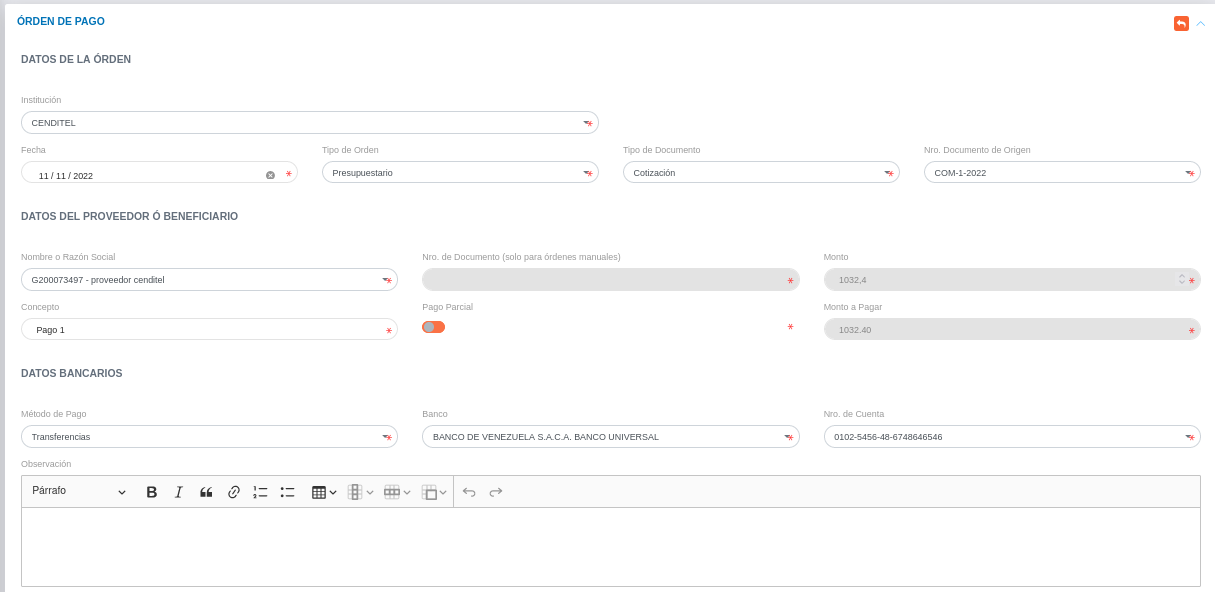 ÓRDEN DE PAGO
DATOS DE LA ÓRDEN
Institución
CENDITEL
Fecha Tipo de Orden Tipo de Documento Nro. Documento de Origen
11 / 11 / 2022 Presupuestario Cotización COM-1-2022
DATOS DEL PROVEEDOR Ó BENEFICIARIO
Nombre o Razón Social Nro. de Documento (solo para órdenes manuales) Monto
G200073497 - proveedor cenditel 1032,4
Concepto Pago Parcial Monto a Pagar
Pago 1 1032.40
DATOS BANCARIOS
Método de Pago Banco Nro. de Cuenta
Transferencias BANCO DE VENEZUELA S.A.C.A. BANCO UNIVERSAL 0102-5456-48-6748646546
Observación
Párrafo B I